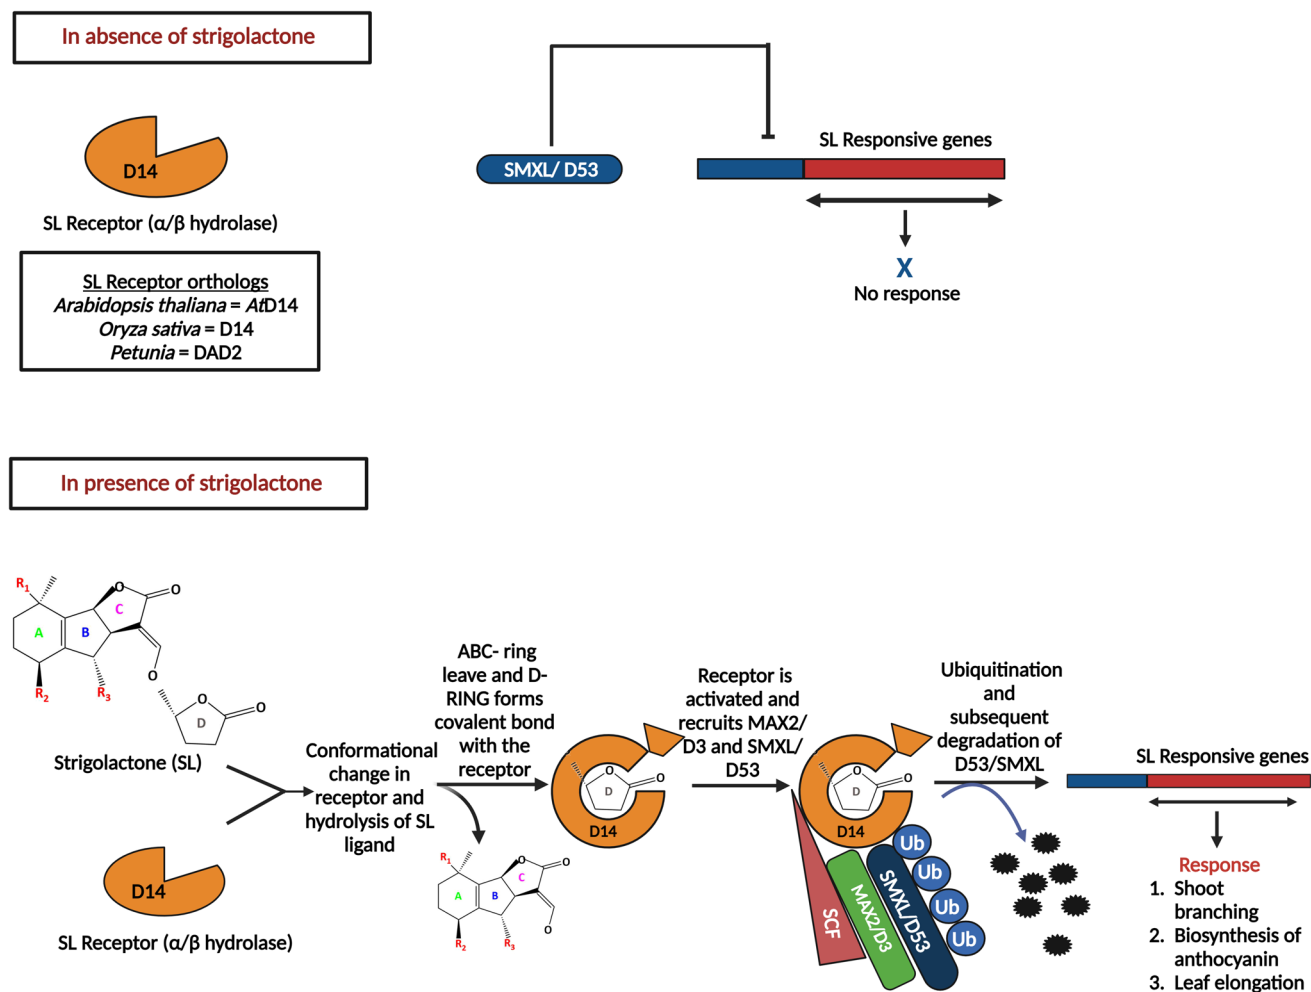 In absence of strigolactone
D14
SL Receptor (α/β hydrolase)
SL Receptor orthologs
Arabidopsis thaliana = AtD14
Oryza sativa = D14
Petunia = DAD2
SMXL/ D53
SL Responsive genes
X
No response
In presence of strigolactone
R1
O
O
C
A
B
O
R2
R3
O
O
D
Strigolactone (SL)
D14
SL Receptor (α/β hydrolase)
Conformational
change in
receptor and
hydrolysis of SL
ligand
ABC- ring
leave and D-
RING forms
covalent bond
with the
receptor
R1
O
O
C
A
B
R2
R3
O
O
O
D
D14
Receptor is
activated and
recruits MAX2/
D3 and SMXL/
D53
O
O
D
D14
SCF
MAX2/D3
SMXL/D53
Ub
Ub
Ub
Ub
Ubiquitination
and
subsequent
degradation of
D53/SMXL
SL Responsive genes
Response
1. Shoot
branching
2. Biosynthesis of
anthocyanin
3. Leaf elongation